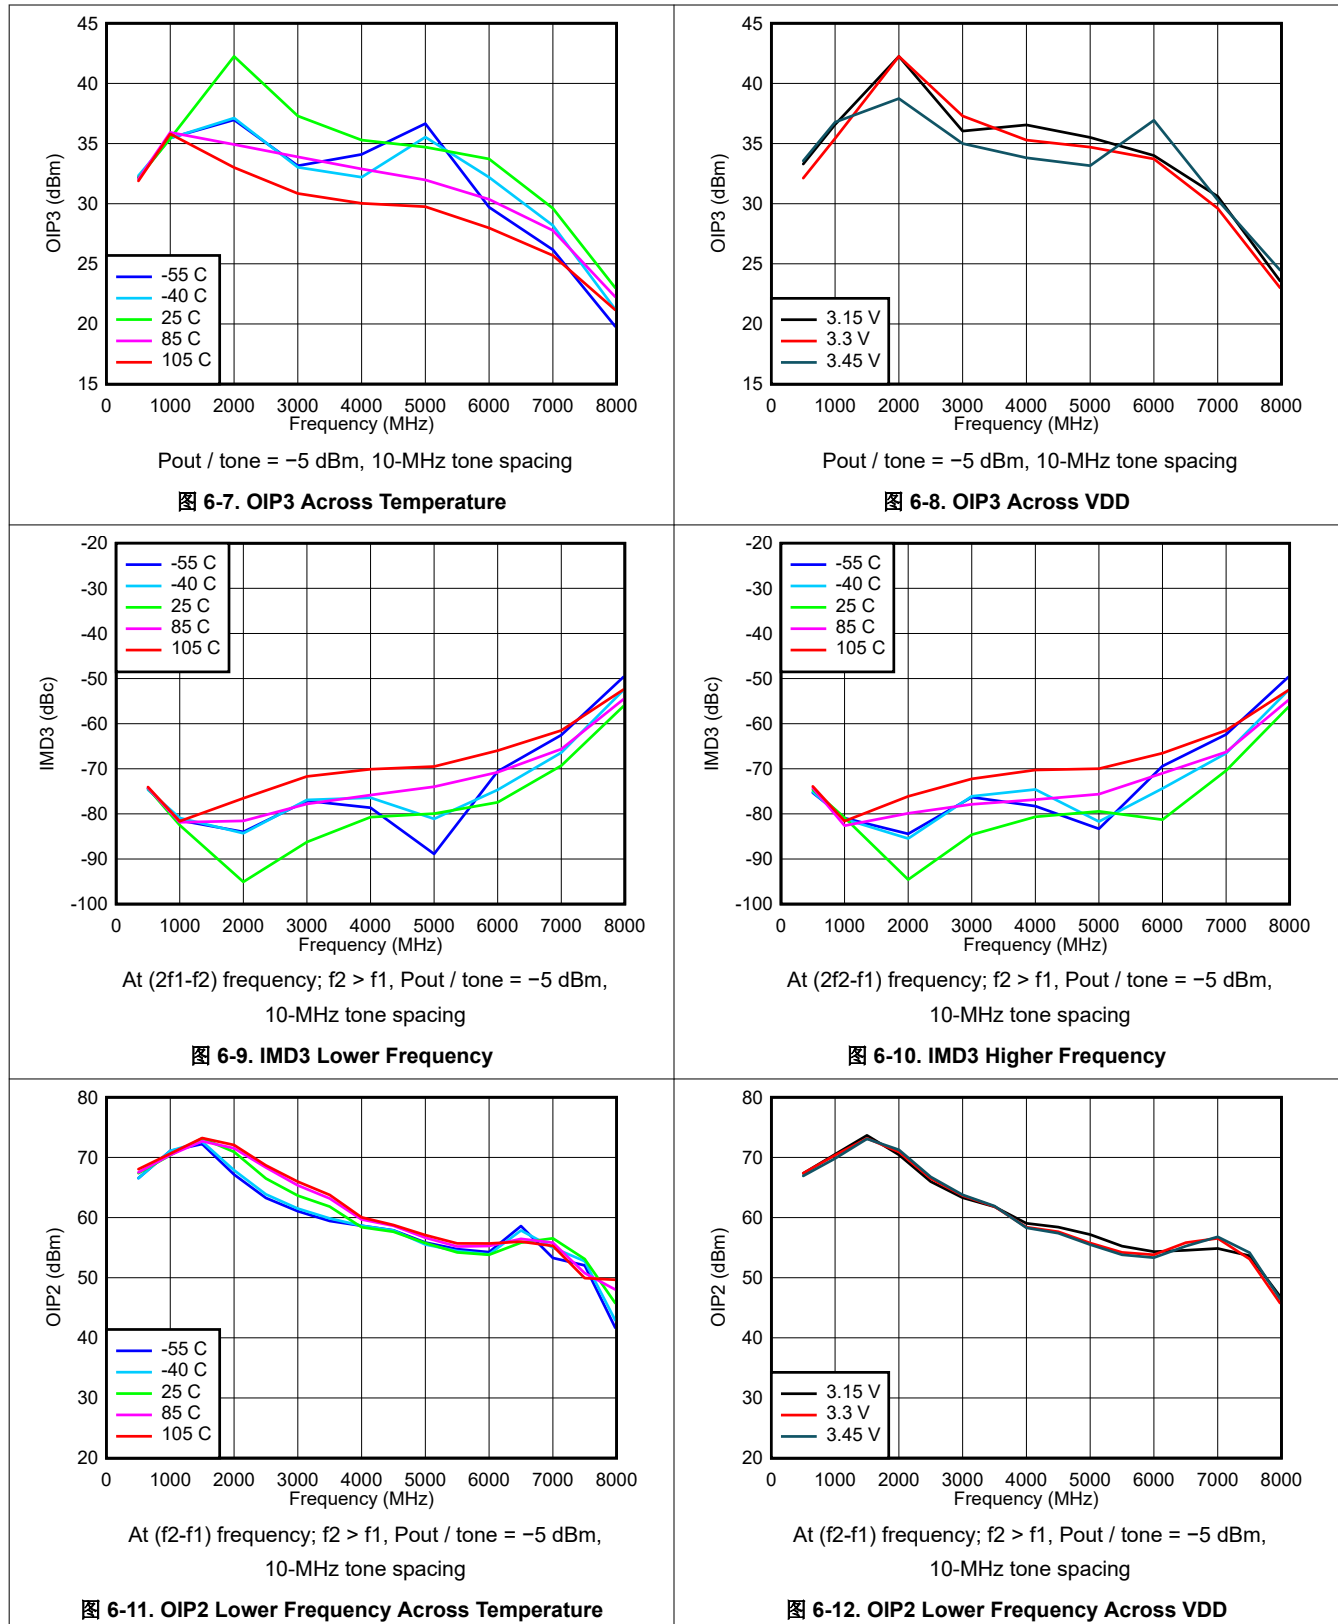 45
40
35
30
25
20
15
OIP3 (dBm)
-55 C
-40 C
25 C
85 C
105 C
0 1000 2000 3000 4000 5000 6000 7000 8000
Frequency (MHz)
Pout / tone = −5 dBm, 10-MHz tone spacing
图 6-7. OIP3 Across Temperature
45
40
35
30
25
20
15
OIP3 (dBm)
3.15 V
3.3 V
3.45 V
0 1000 2000 3000 4000 5000 6000 7000 8000
Frequency (MHz)
Pout / tone = −5 dBm, 10-MHz tone spacing
图 6-8. OIP3 Across VDD
-20
-30
-40
-50
-60
-70
-80
-90
-100
IMD3 (dBc)
-55 C
-40 C
25 C
85 C
105 C
0 1000 2000 3000 4000 5000 6000 7000 8000
Frequency (MHz)
At (2f1-f2) frequency; f2 > f1, Pout / tone = −5 dBm,
10-MHz tone spacing
图 6-9. IMD3 Lower Frequency
-20
-30
-40
-50
-60
-70
-80
-90
-100
IMD3 (dBc)
-55 C
-40 C
25 C
85 C
105 C
0 1000 2000 3000 4000 5000 6000 7000 8000
Frequency (MHz)
At (2f2-f1) frequency; f2 > f1, Pout / tone = −5 dBm,
10-MHz tone spacing
图 6-10. IMD3 Higher Frequency
80
70
60
50
40
30
20
OIP2 (dBm)
-55 C
-40 C
25 C
85 C
105 C
0 1000 2000 3000 4000 5000 6000 7000 8000
Frequency (MHz)
At (f2-f1) frequency; f2 > f1, Pout / tone = −5 dBm,
10-MHz tone spacing
图 6-11. OIP2 Lower Frequency Across Temperature
80
70
60
50
40
30
20
OIP2 (dBm)
3.15 V
3.3 V
3.45 V
0 1000 2000 3000 4000 5000 6000 7000 8000
Frequency (MHz)
At (f2-f1) frequency; f2 > f1, Pout / tone = −5 dBm,
10-MHz tone spacing
图 6-12. OIP2 Lower Frequency Across VDD